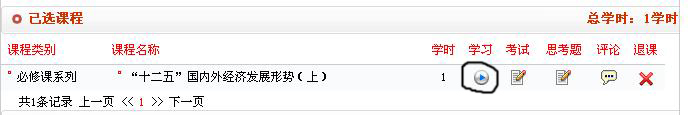 已选课程 总学时：1学时
课程类别 课程名称 学时 学习 考试 思考题 评论 退课
必修课系列 “十二五”国内外经济发展形势（上） 1
共1条记录 上一页 << 1 >> 下一页